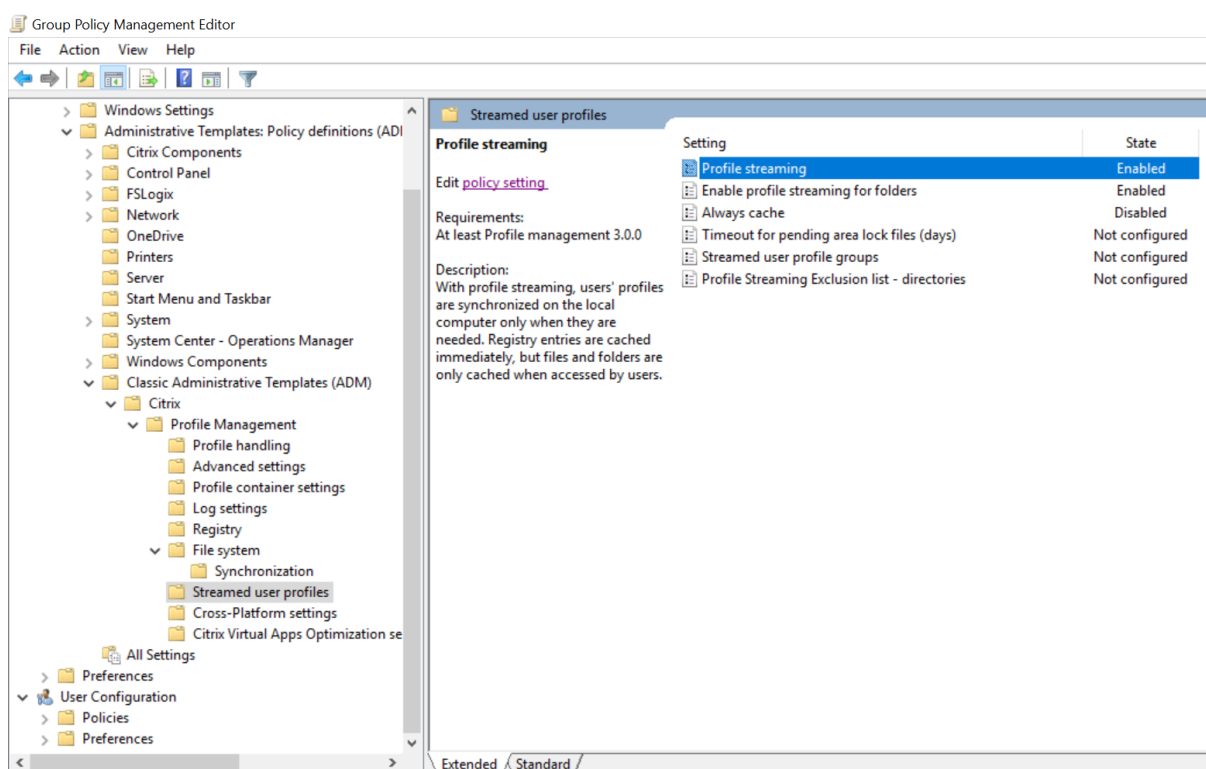 Group Policy Management Editor
File Action View Help
Windows Settings
Administrative Templates: Policy definitions (ADI
Citrix Components
Control Panel
FSLogix
Network
OneDrive
Printers
Server
Start Menu and Taskbar
System
System Center - Operations Manager
Windows Components
Classic Administrative Templates (ADM)
Citrix
Profile Management
Profile handling
Advanced settings
Profile container settings
Log settings
Registry
File system
Synchronization
Streamed user profiles
Cross-Platform settings
Citrix Virtual Apps Optimization se
All Settings
Preferences
User Configuration
Policies
Preferences
Streamed user profiles
Profile streaming
Edit policy setting
Requirements:
At least Profile management 3.0.0
Description:
With profile streaming, users' profiles
are synchronized on the local
computer only when they are
needed. Registry entries are cached
immediately, but files and folders are
only cached when accessed by users.
Setting State
Profile streaming Enabled
Enable profile streaming for folders Enabled
Always cache Disabled
Timeout for pending area lock files (days) Not configured
Streamed user profile groups Not configured
Profile Streaming Exclusion list - directories Not configured
Extended Standard